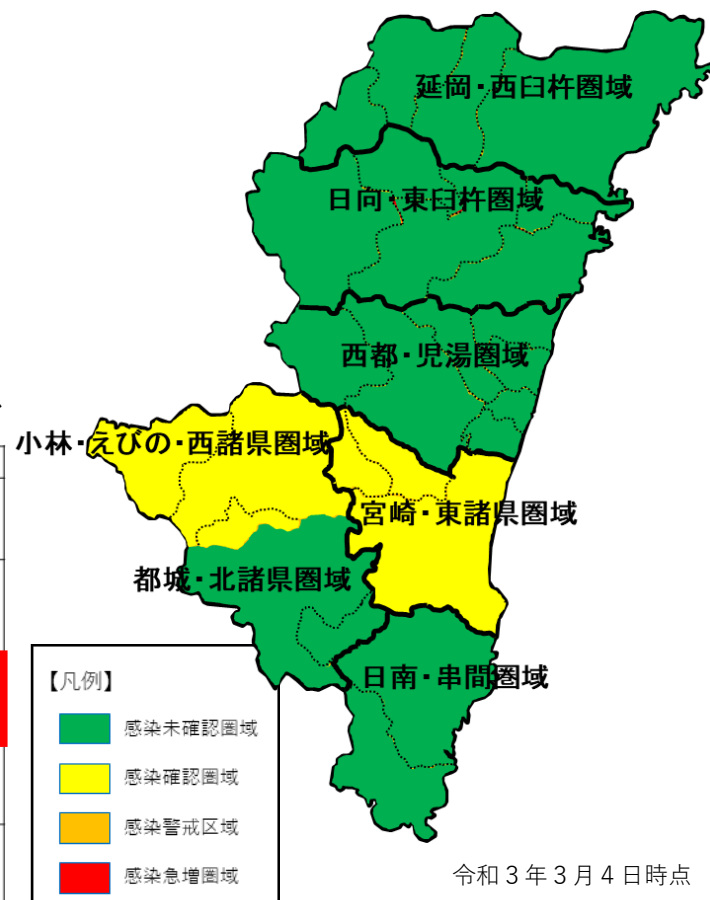 延岡・西臼杵圏域
日向・東臼杵圏域
西都・児湯圏域
小林・えびの・西諸県圏域
宮崎・東諸県圏域
都城・北諸県圏域
日南・串間圏域
【凡例】
感染未確認圏域
感染確認圏域
感染警戒区域
感染急増圏域
令和3年3月4日時点